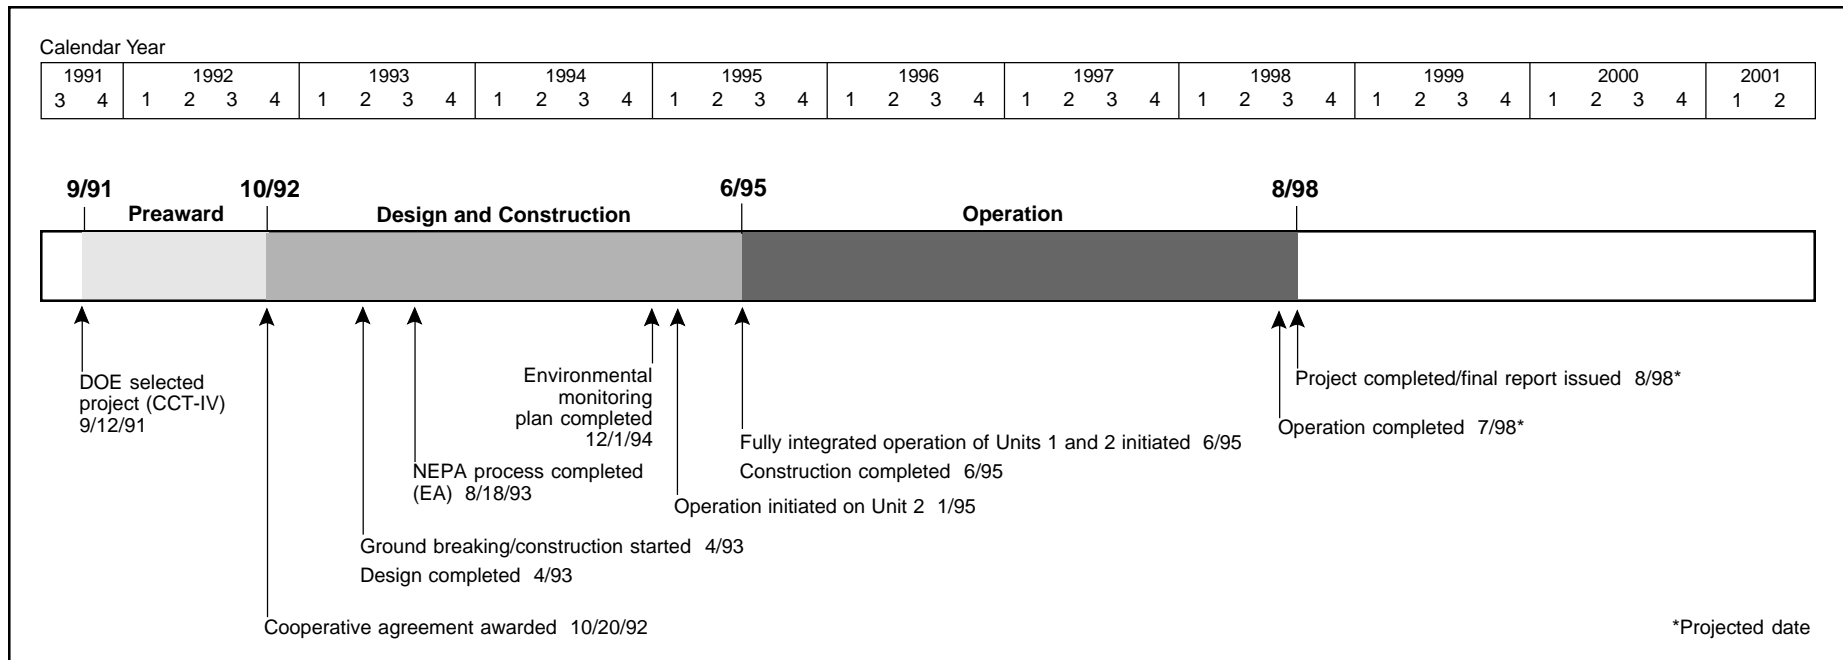 Calendar Year
1991 1992 1993 1994 1995 1996 1997 1998 1999 2000 2001
3 4 1 2 3 4 1 2 3 4 1 2 3 4 1 2 3 4 1 2 3 4 1 2 3 4 1 2 3 4 1 2 3 4 1 2 3 4 1 2
9/91 10/92 6/95 8/98
Preaward Design and Construction Operation
DOE selected
project (CCT-IV)
9/12/91
Environmental
monitoring
plan completed
12/1/94
Project completed/final report issued 8/98*
Operation completed 7/98*
Fully integrated operation of Units 1 and 2 initiated 6/95
Construction completed 6/95
NEPA process completed
(EA) 8/18/93
Operation initiated on Unit 2 1/95
Ground breaking/construction started 4/93
Design completed 4/93
Cooperative agreement awarded 10/20/92
*Projected date